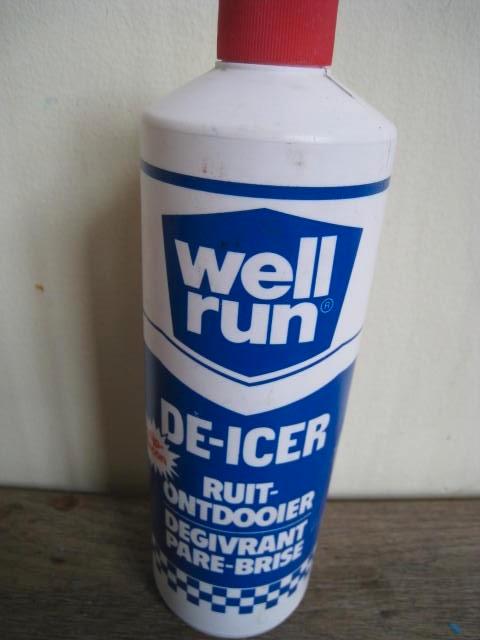 well
run®
DE-ICER
RUIT-
ONTDOOIER
DEGIVRANT
PARE-BRISE